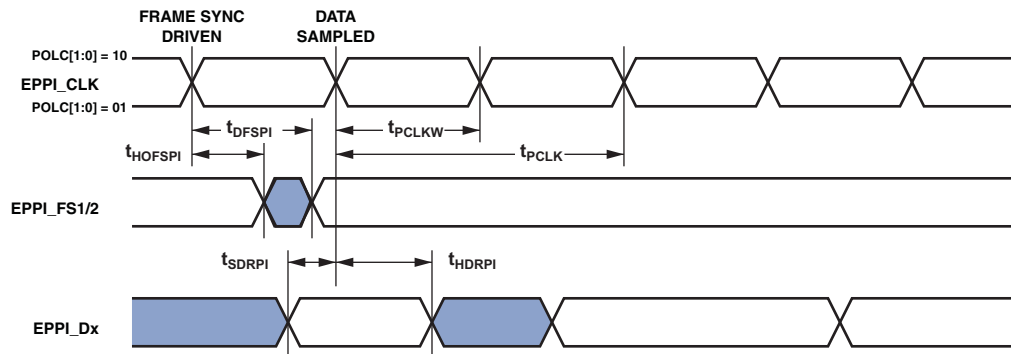 FRAME SYNC
DRIVEN
DATA
SAMPLED
POLC[1:0] = 10
EPPI_CLK
POLC[1:0] = 01
tDFSPI
tPCLKW
tHOFSPI
tPCLK
EPPI_FS1/2
tSDRPI
tHDRPI
EPPI_Dx